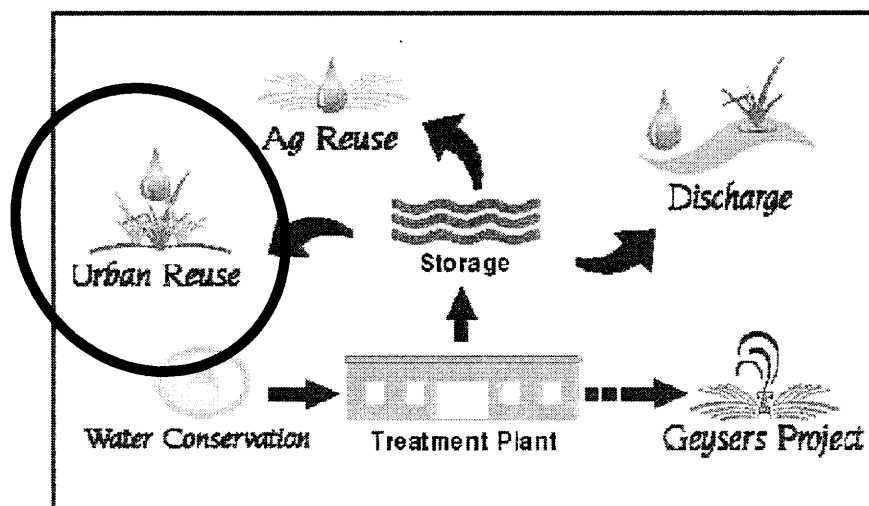 Ag Reuse
Discharge
Urban Reuse
Storage
Water Conservation
Treatment Plant
Geysers Project